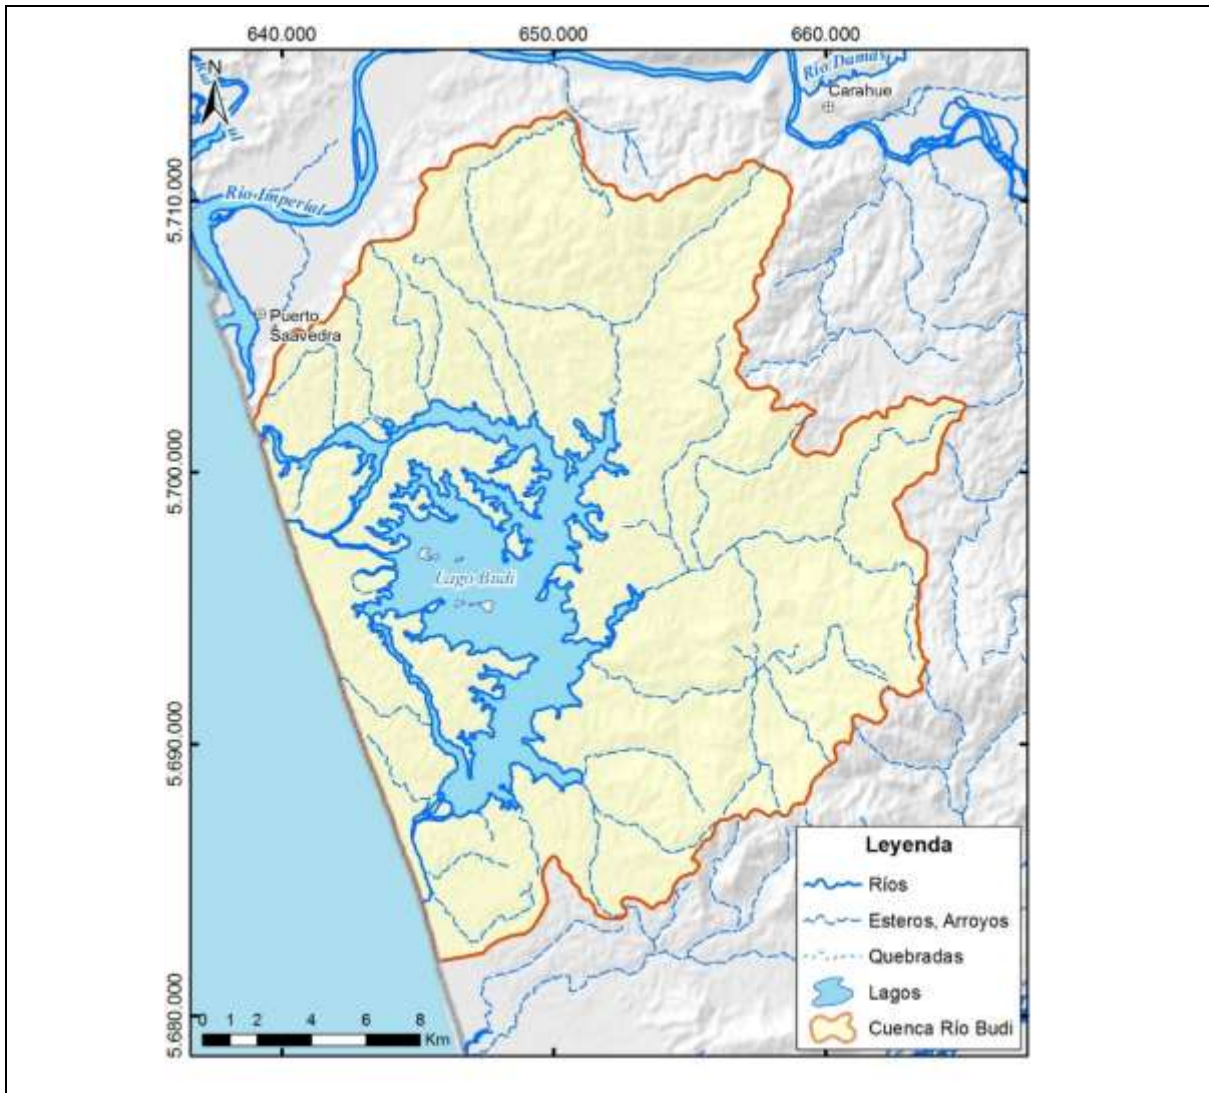 640.000 650.000 660.000
N
Río Damas
Carahue
5.710.000
Río Imperial
Puerto
Saavedra
5.700.000
Lago Budi
5.690.000
Leyenda
Ríos
Esteros, Arroyos
Quebradas
Lagos
Cuenca Río Budi
5.680.000
0 1 2 4 6 8
Km